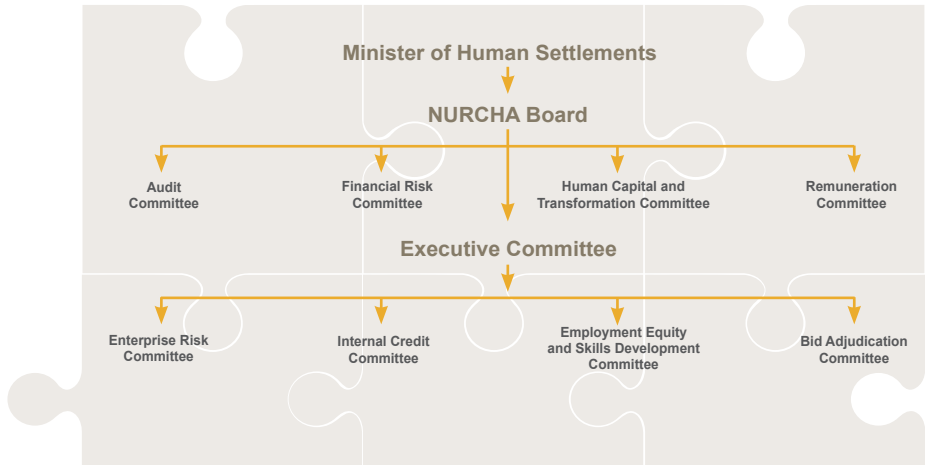 Minister of Human Settlements
NURCHA Board
Audit
Committee
Financial Risk
Committee
Human Capital and
Transformation Committee
Remuneration
Committee
Executive Committee
Enterprise Risk
Committee
Internal Credit
Committee
Employment Equity
and Skills Development
Committee
Bid Adjudication
Committee